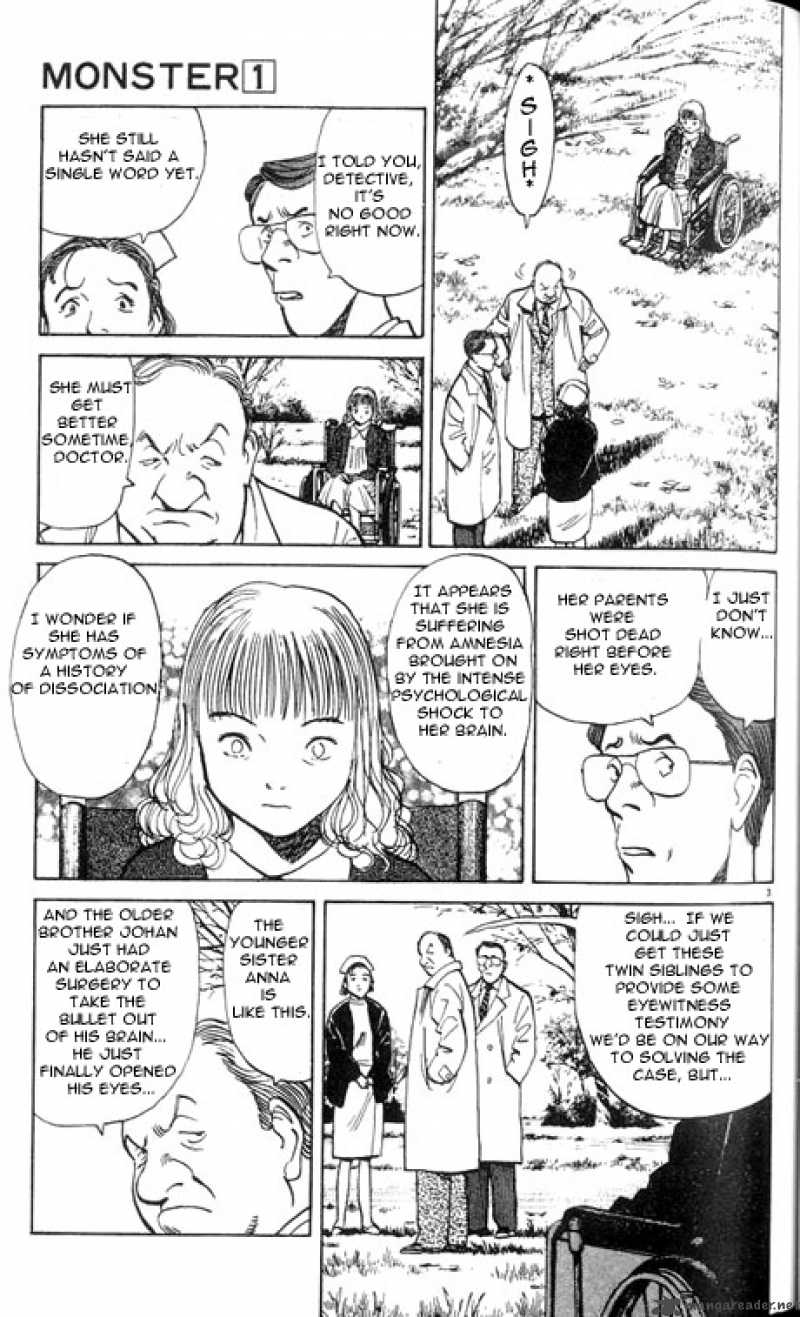 MONSTER 1
I TOLD YOU,
DETECTIVE,
IT'S
NO GOOD
RIGHT NOW.
SHE STILL
HASN'T SAID A
SINGLE WORD YET.
*SIGH*
SHE MUST
GET
BETTER
SOMETIME,
DOCTOR.
I JUST
DON'T
KNOW...
HER PARENTS
WERE
SHOT DEAD
RIGHT BEFORE
HER EYES.
IT APPEARS
THAT SHE IS
SUFFERING
FROM AMNESIA
BROUGHT ON
BY THE INTENSE
PSYCHOLOGICAL
SHOCK TO
HER BRAIN.
I WONDER IF
SHE HAS
SYMPTOMS OF
A HISTORY
OF DISSOCIATION.
3
SIGH... IF WE
COULD JUST
GET THESE
TWIN SIBLINGS TO
PROVIDE SOME
EYEWITNESS
TESTIMONY
WE'D BE ON OUR WAY
TO SOLVING THE
CASE, BUT...
THE
YOUNGER
SISTER
ANNA
IS
LIKE THIS.
AND THE OLDER
BROTHER JOHAN
JUST HAD
AN ELABORATE
SURGERY TO
TAKE THE
BULLET OUT
OF HIS BRAIN...
HE JUST
FINALLY OPENED
HIS EYES...
mangareader.net